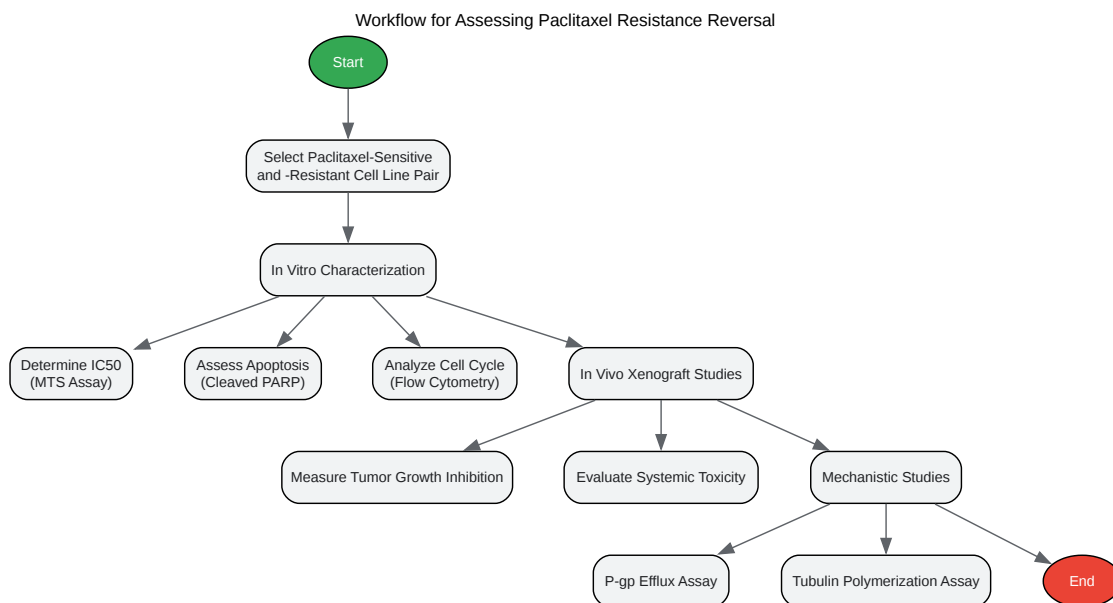 Workflow for Assessing Paclitaxel Resistance Reversal
Start
Select Paclitaxel-Sensitive
and -Resistant Cell Line Pair
In Vitro Characterization
Determine IC50
(MTS Assay)
Assess Apoptosis
(Cleaved PARP)
Analyze Cell Cycle
(Flow Cytometry)
In Vivo Xenograft Studies
Measure Tumor Growth Inhibition
Evaluate Systemic Toxicity
Mechanistic Studies
P-gp Efflux Assay
Tubulin Polymerization Assay
End